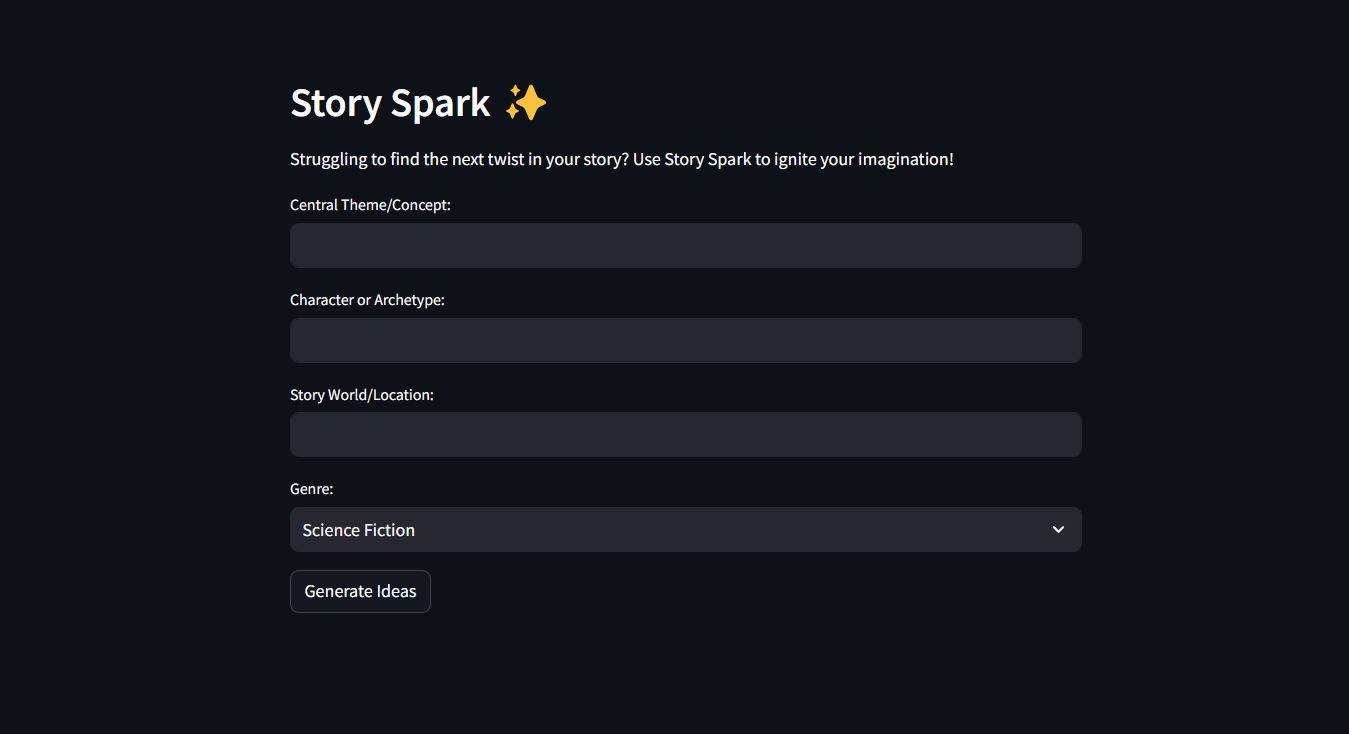 Story Spark ✨
Struggling to find the next twist in your story? Use Story Spark to ignite your imagination!
Central Theme/Concept:
Character or Archetype:
Story World/Location:
Genre:
Science Fiction
Generate Ideas